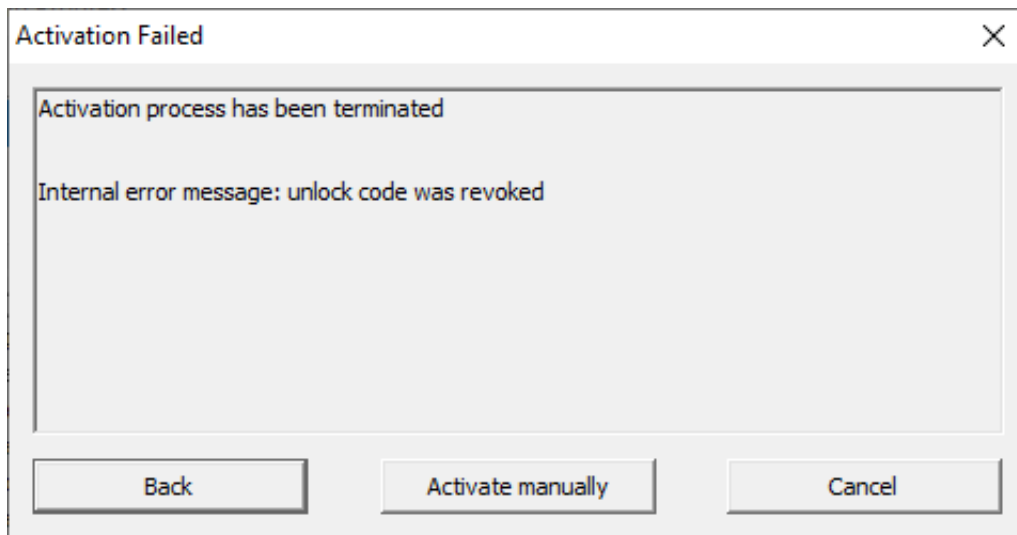 Activation Failed
Activation process has been terminated
Internal error message: unlock code was revoked
Back
Activate manually
Cancel